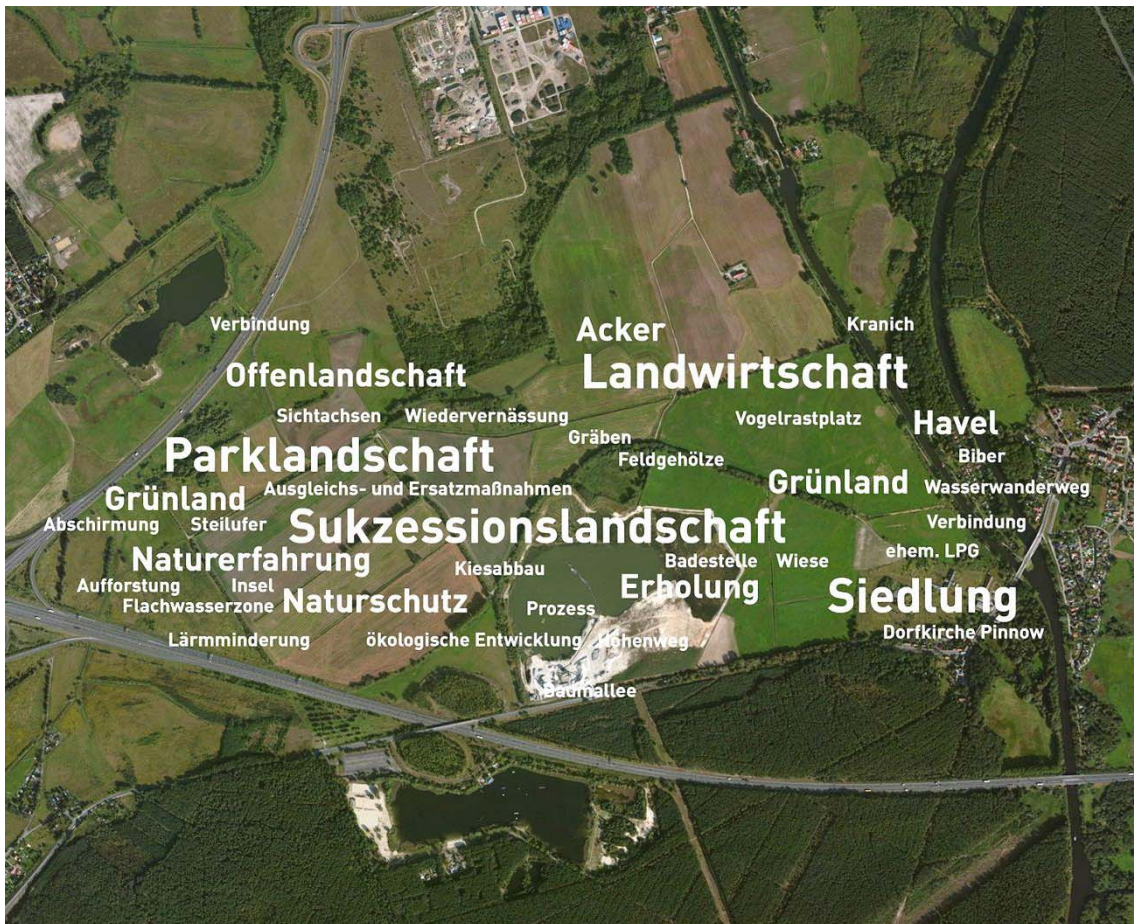 Verbindung
Acker
Kranich
Offenlandschaft
Landwirtschaft
Sichtachsen
Wiedervernässung
Vogelrastplatz
Havel
Gräben
Parklandschaft
Feldgehölze
Biber
Grünland
Ausgleichs- und Ersatzmaßnahmen
Grünland
Wasserwanderweg
Abschirmung
Steilufer
Sukzessionslandschaft
Verbindung
Naturerfahrung
Kiesabbau
Badestelle
Wiese
ehem. LPG
Aufforstung
Insel
Erholung
Siedlung
Flachwasserzone
Naturschutz
Prozess
Lärmminderung
ökologische Entwicklung
Höhenweg
Dorfkirche Pinnow
Baumallee